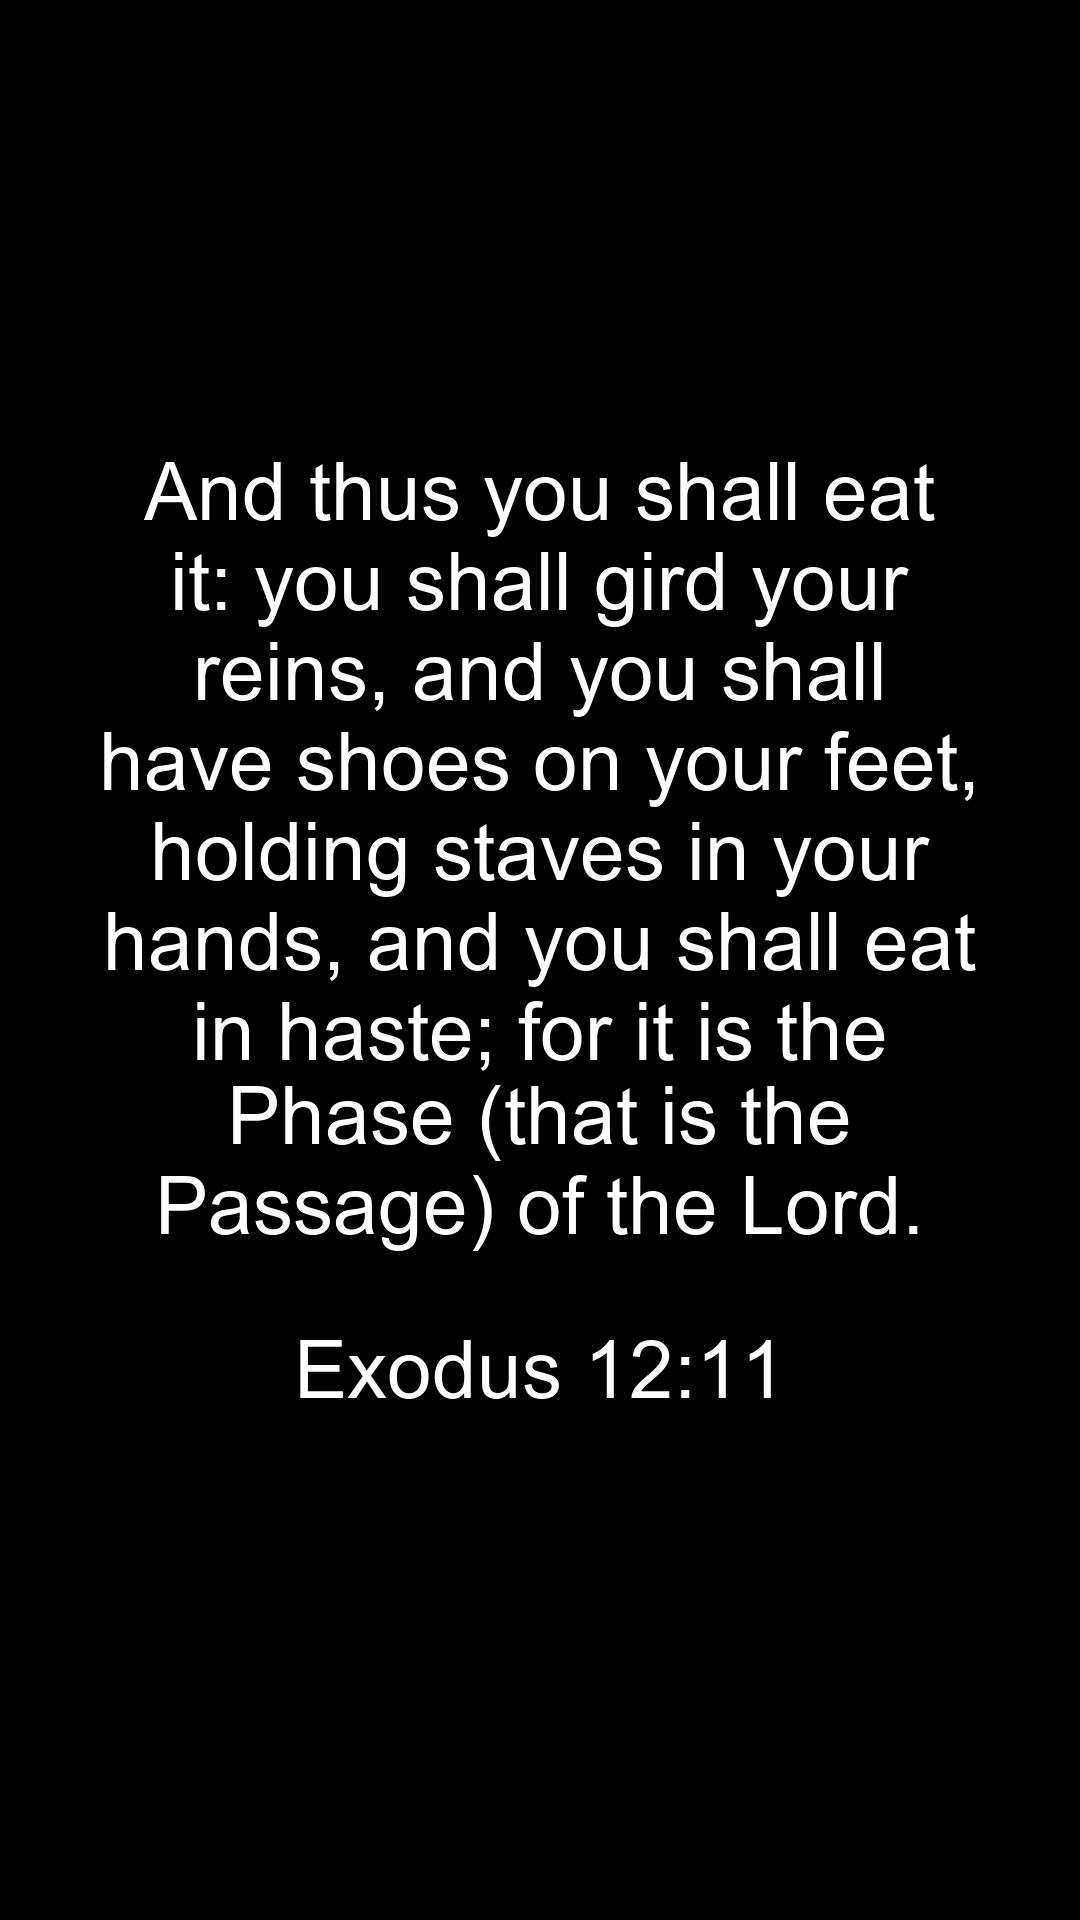 And thus you shall eat
it: you shall gird your
reins, and you shall
have shoes on your feet,
holding staves in your
hands, and you shall eat
in haste; for it is the
Phase (that is the
Passage) of the Lord.
Exodus 12:11